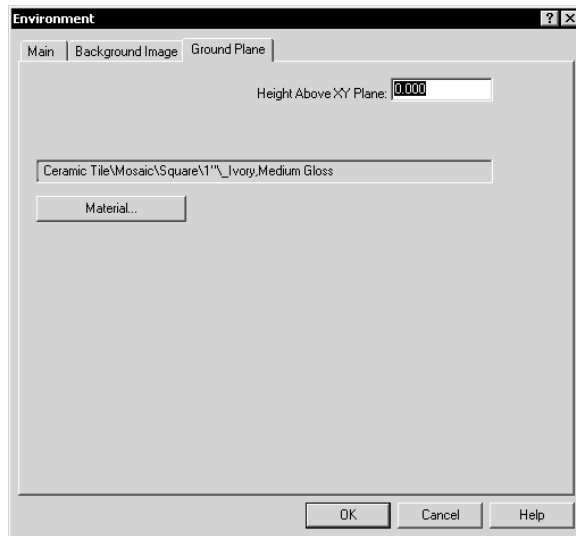 Environment
Main Background Image Ground Plane
Height Above XY Plane: 0.000
Ceramic Tile\Mosaic\Square\1"\_Ivory,Medium Gloss
Material...
OK Cancel Help